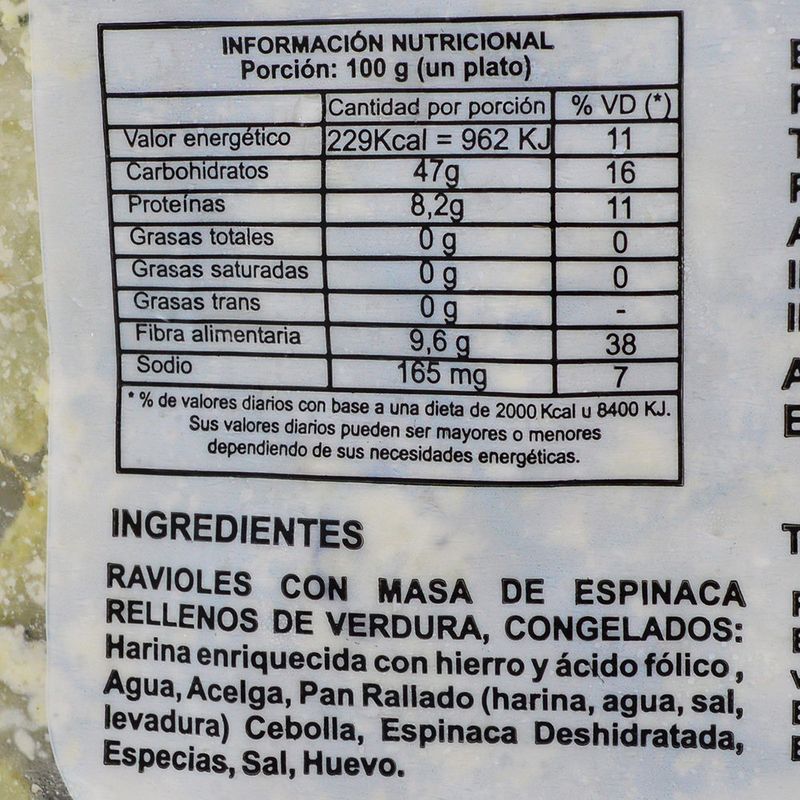 INFORMACIÓN NUTRICIONAL
Porción: 100 g (un plato)
Cantidad por porción % VD (*)
Valor energético 229Kcal = 962 KJ 11
Carbohidratos 47g 16
Proteínas 8,2g 11
Grasas totales 0 g 0
Grasas saturadas 0 g 0
Grasas trans 0 g -
Fibra alimentaria 9,6 g 38
Sodio 165 mg 7
* % de valores diarios con base a una dieta de 2000 Kcal u 8400 KJ.
Sus valores diarios pueden ser mayores o menores
dependiendo de sus necesidades energéticas.
INGREDIENTES
RAVIOLES CON MASA DE ESPINACA
RELLENOS DE VERDURA, CONGELADOS:
Harina enriquecida con hierro y ácido fólico,
Agua, Acelga, Pan Rallado (harina, agua, sal,
levadura) Cebolla, Espinaca Deshidratada,
Especias, Sal, Huevo.